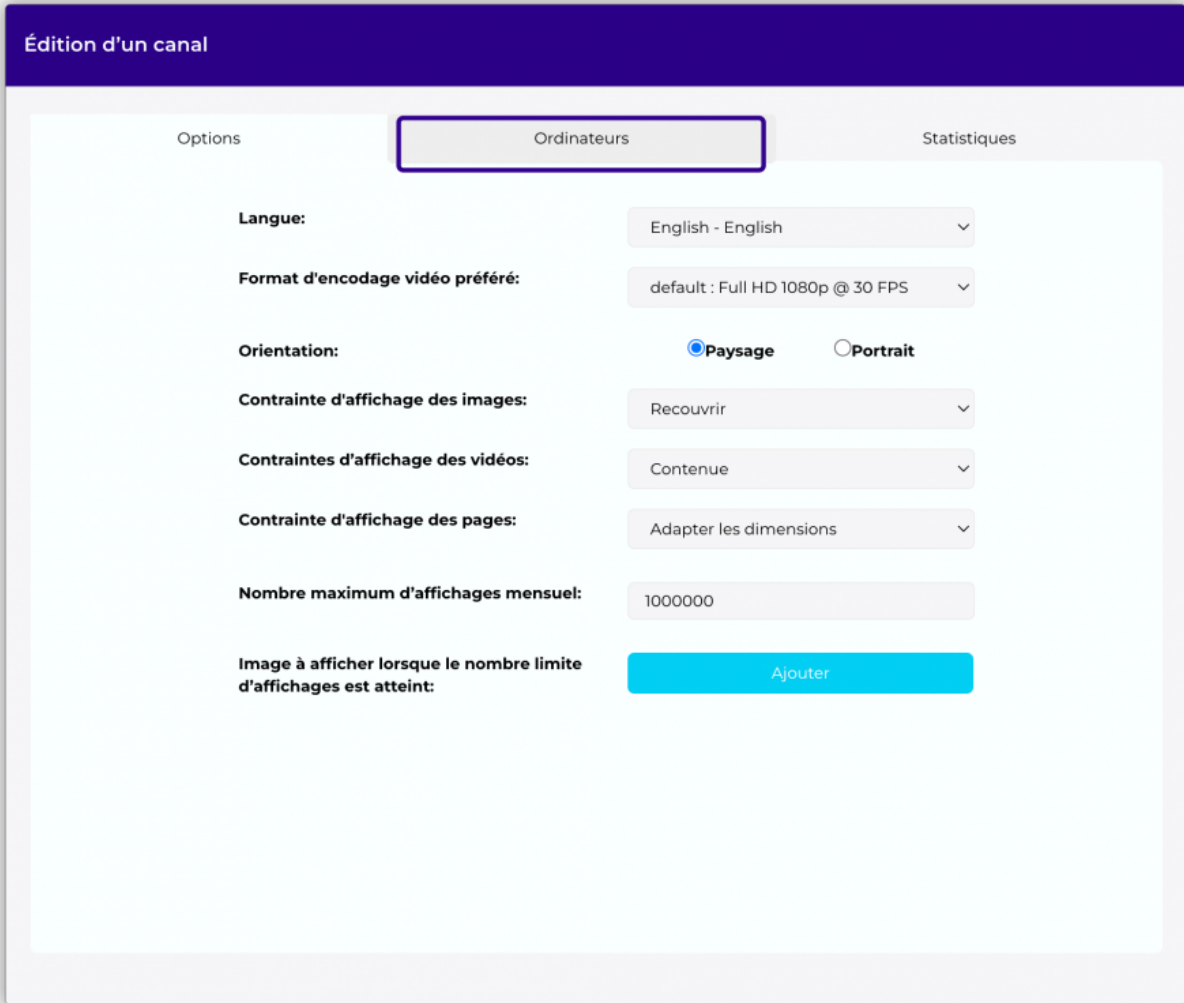 Édition d’un canal
Options
Ordinateurs
Statistiques
Langue:
English - English
Format d'encodage vidéo préféré:
default : Full HD 1080p @ 30 FPS
Orientation:
Paysage
Portrait
Contrainte d'affichage des images:
Recouvrir
Contraintes d’affichage des vidéos:
Contenue
Contrainte d'affichage des pages:
Adapter les dimensions
Nombre maximum d’affichages mensuel:
1000000
Image à afficher lorsque le nombre limite
d’affichages est atteint:
Ajouter